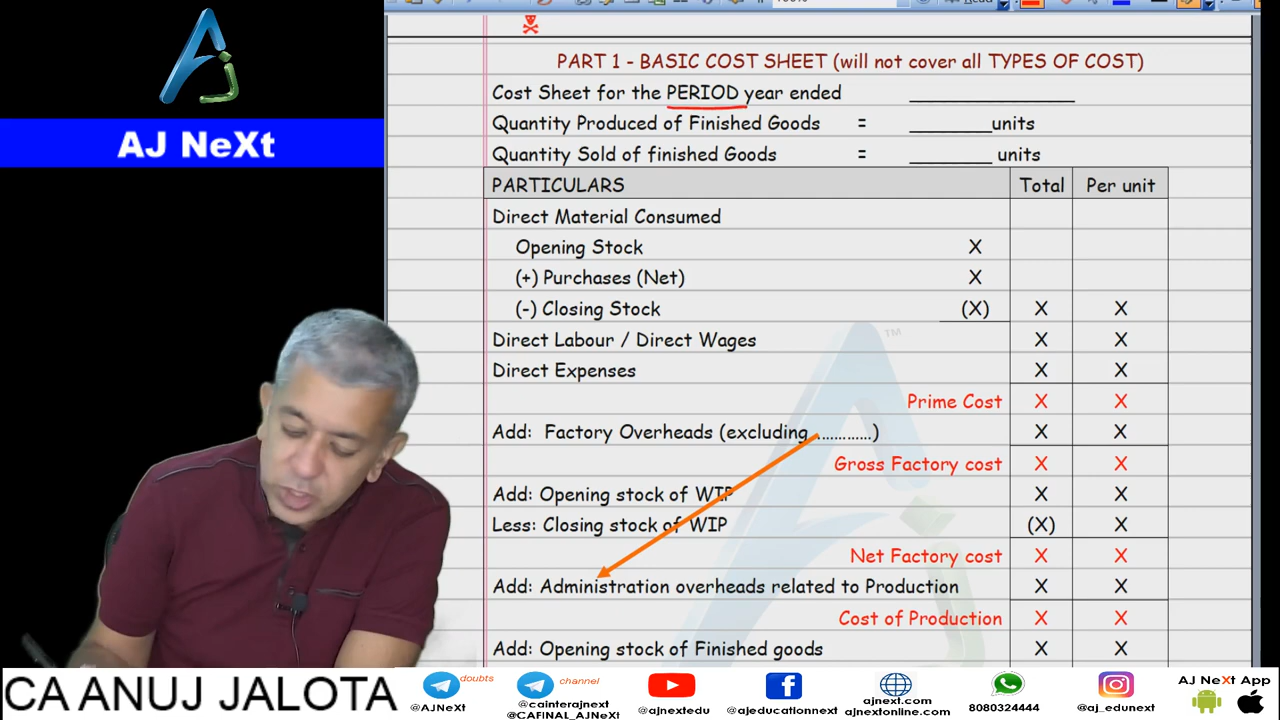 AJ NeXt
PART 1 - BASIC COST SHEET (will not cover all TYPES OF COST)
Cost Sheet for the PERIOD year ended ________________
Quantity Produced of Finished Goods = ________units
Quantity Sold of finished Goods = ________ units
PARTICULARS Total Per unit
Direct Material Consumed
Opening Stock X
(+) Purchases (Net) X
(-) Closing Stock (X) X X
Direct Labour / Direct Wages X X
Direct Expenses X X
Prime Cost X X
Add: Factory Overheads (excluding …………) X X
Gross Factory cost X X
Add: Opening stock of WIP X X
Less: Closing stock of WIP (X) X
Net Factory cost X X
Add: Administration overheads related to Production X X
Cost of Production X X
Add: Opening stock of Finished goods X X
TM
CA ANUJ JALOTA
doubts
@AJNeXt
channel
@cainterajnext
@CAFINAL_AJNeXt
@ajnextedu
@ajeducationnext
ajnext.com
ajnextonline.com
8080324444
@aj_edunext
AJ NeXt App